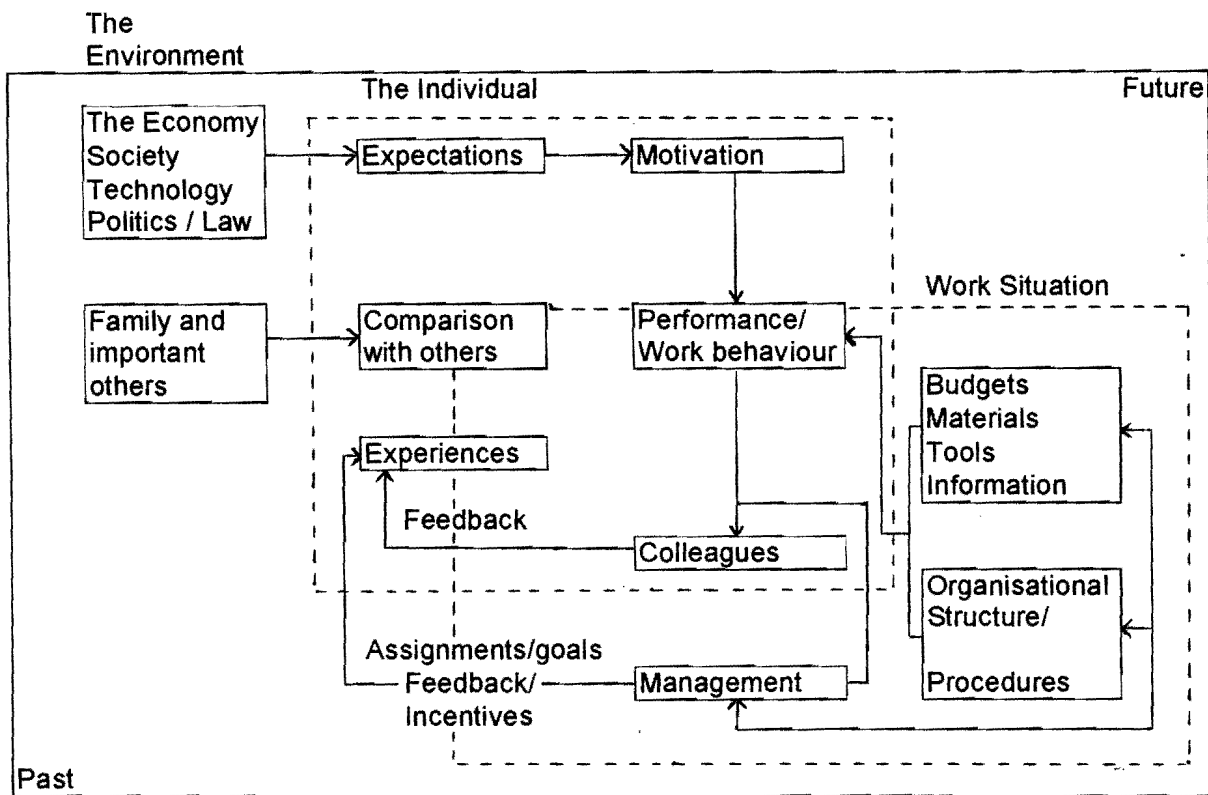 The
Environment
The Individual
Future
The Economy
Society
Technology
Politics / Law
Expectations
Motivation
Work Situation
Family and
important
others
Comparison
with others
Performance/
Work behaviour
Budgets
Materials
Tools
Information
Experiences
Feedback
Colleagues
Organisational
Structure/
Procedures
Assignments/goals
Feedback/
Incentives
Management
Past